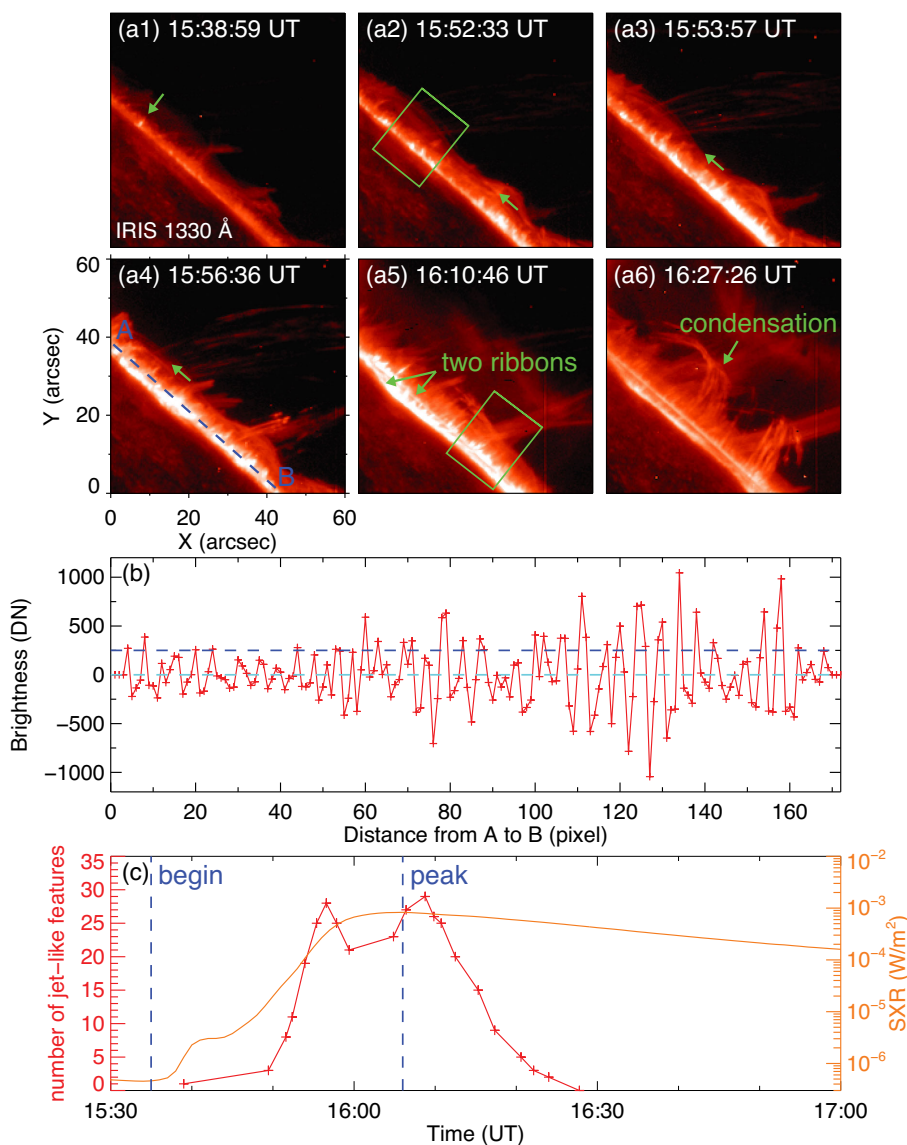 (a1) 15:38:59 UT
(a2) 15:52:33 UT
(a3) 15:53:57 UT
IRIS 1330 Å
(a4) 15:56:36 UT
(a5) 16:10:46 UT
(a6) 16:27:26 UT
A
B
two ribbons
condensation
60
40
20
0
Y (arcsec)
0 20 40 60
X (arcsec)
(b)
1000
500
0
−500
−1000
Brightness (DN)
0 20 40 60 80 100 120 140 160
Distance from A to B (pixel)
(c)
begin
peak
35
30
25
20
15
10
5
0
number of jet-like features
10⁻²
10⁻³
10⁻⁴
10⁻⁵
10⁻⁶
SXR (W/m²)
15:30 16:00 16:30 17:00
Time (UT)